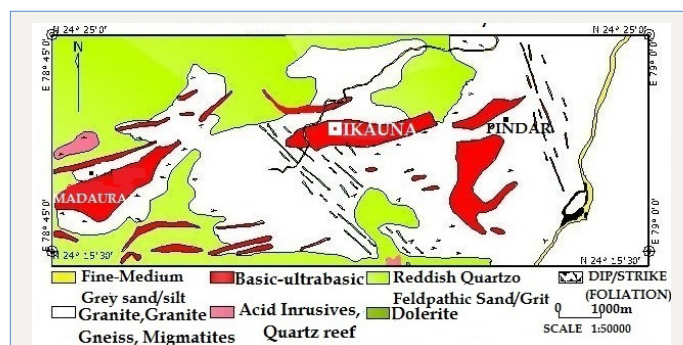 N 24° 25'0"
N 24° 25'0"
E 78° 45'0"
N
E 79° 0'0"
IKAUNA
PINDAR
MADAURA
E 78° 45'0"
E 79° 0'0"
N 24° 15'30"
N 24° 15'30"
Fine-Medium
Grey sand/silt
Basic-ultrabasic
Reddish Quartzo
Feldpathic Sand/Grit
DIP/STRIKE
(FOLIATION)
Granite,Granite
Gneiss, Migmatites
Acid Inrusives,
Quartz reef
Dolerite
0 1000m
SCALE 1:50000